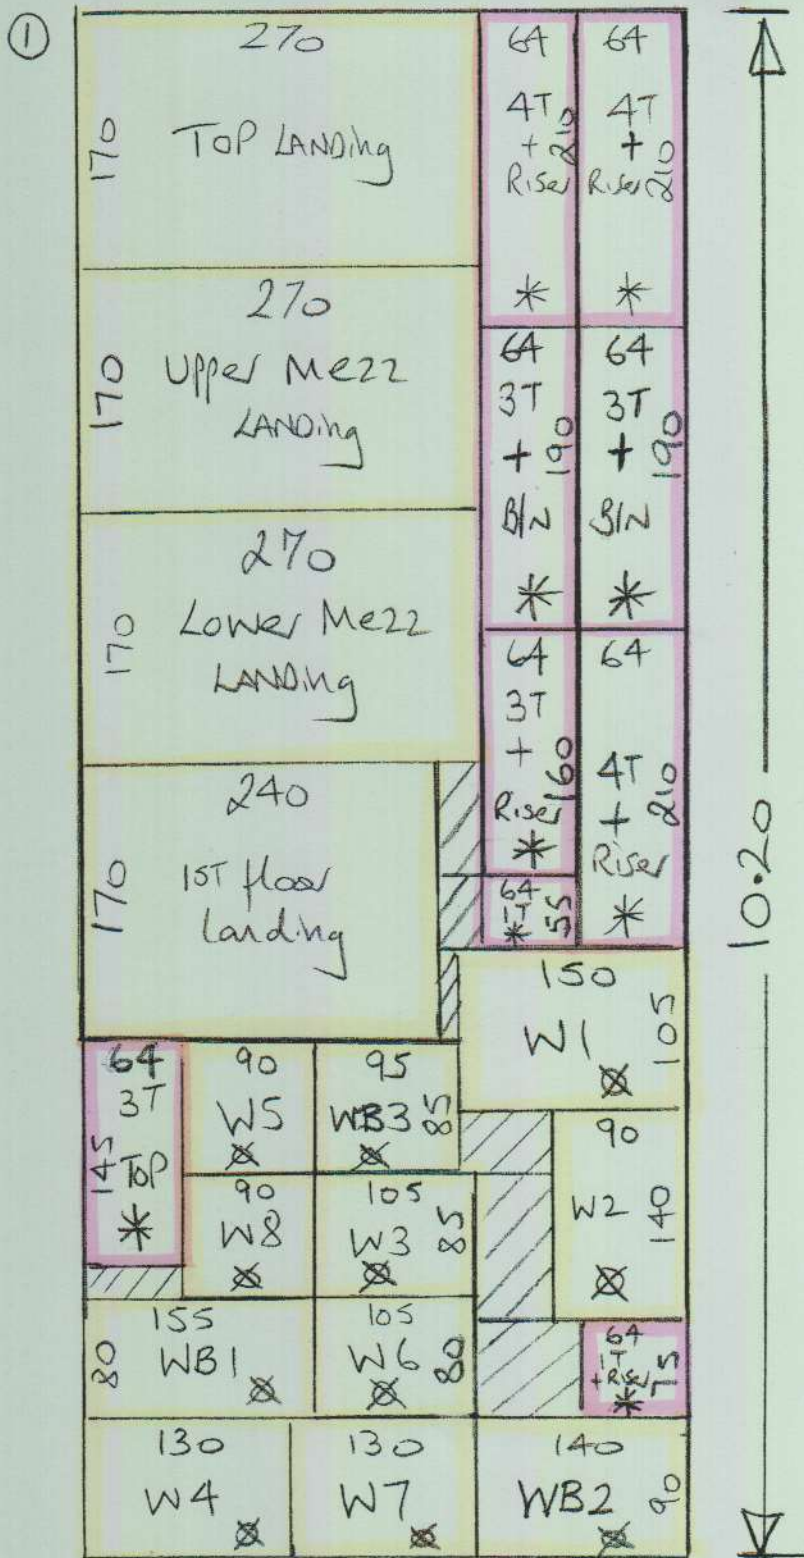 ①
270
170
TOP LANDing
64
4T
+
Riser
210
*
64
4T
+
Riser
210
*
270
170
Upper Mezz
LANDing
64
3T
+
B/N
190
*
64
3T
+
B/N
190
*
270
170
Lower Mezz
LANDing
64
3T
+
Riser
160
*
64
4T
+
Riser
210
*
240
170
1ST floor
Landing
64
1T
55
*
150
W1
105
64
3T
145
TOP
*
90
W5
95
WB3
85
90
W2
140
90
W8
105
W3
85
155
80
WB1
105
W6
80
64
1T
+Riser
75
*
130
W4
130
W7
140
WB2
90
10.20